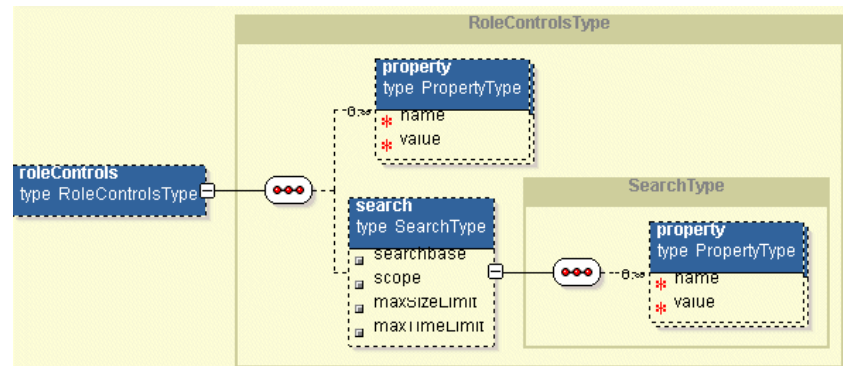 RoleControlsType
property
type PropertyType
0..∞
name
value
roleControls
type RoleControlsType
search
type SearchType
searchbase
scope
maxSizeLimit
maxTimeLimit
SearchType
property
type PropertyType
0..∞
name
value